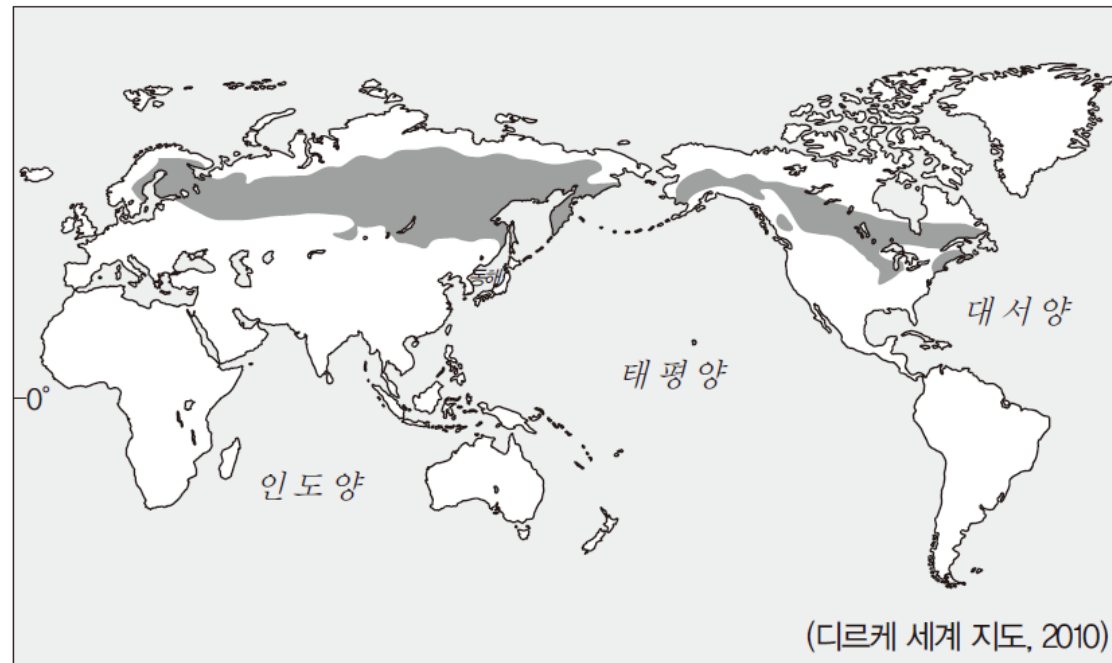 동해
대 서 양
태 평 양
0°
인 도 양
(디르케 세계 지도, 2010)